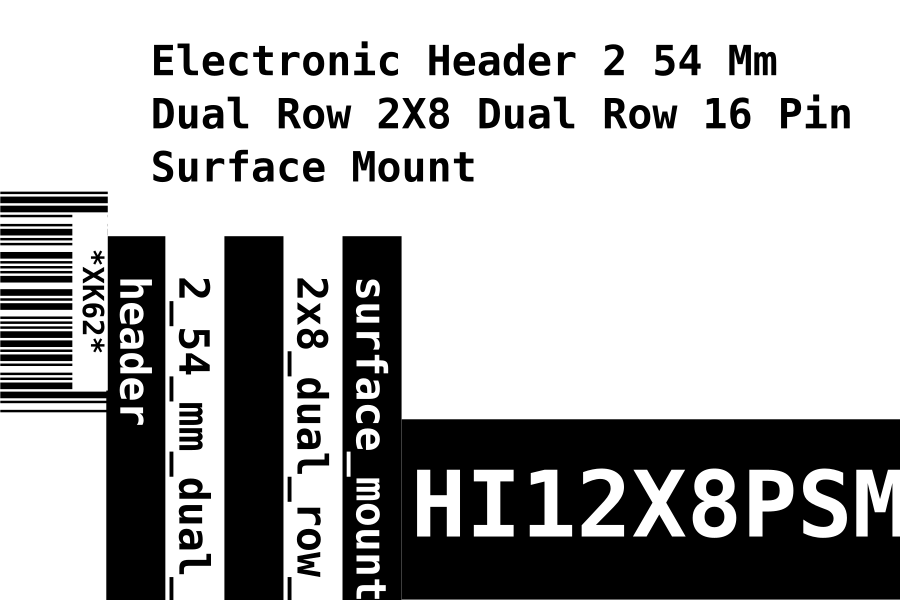 Electronic Header 2 54 Mm
Dual Row 2X8 Dual Row 16 Pin
Surface Mount
*XK62*
header
2_54_mm_dual_
2x8_dual_row_
surface_mount
HI12X8PSM